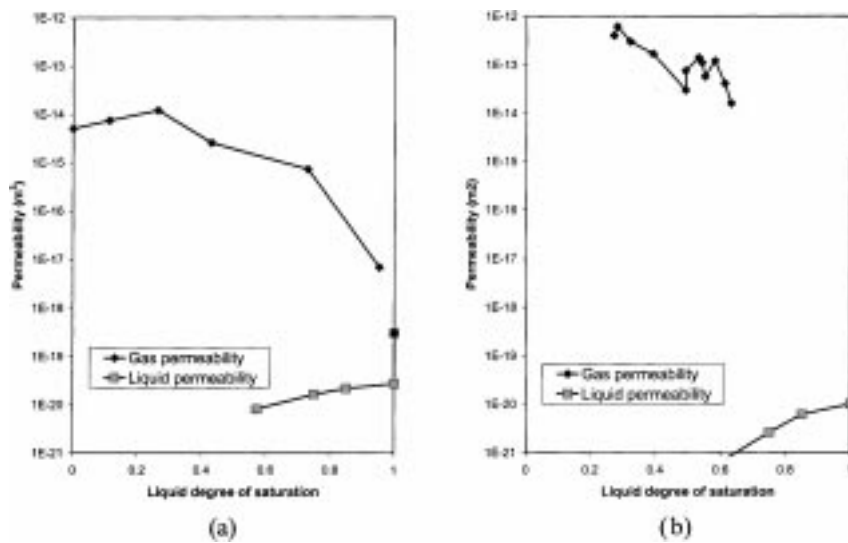 1E-12
1E-13
1E-14
1E-15
1E-16
1E-17
1E-18
1E-19
1E-20
1E-21
Permeability (m²)
Gas permeability
Liquid permeability
0 0.2 0.4 0.6 0.8 1
Liquid degree of saturation
(a)
1E-12
1E-13
1E-14
1E-15
1E-16
1E-17
1E-18
1E-19
1E-20
1E-21
Permeability (m2)
Gas permeability
Liquid permeability
0 0.2 0.4 0.6 0.8 1
Liquid degree of saturation
(b)